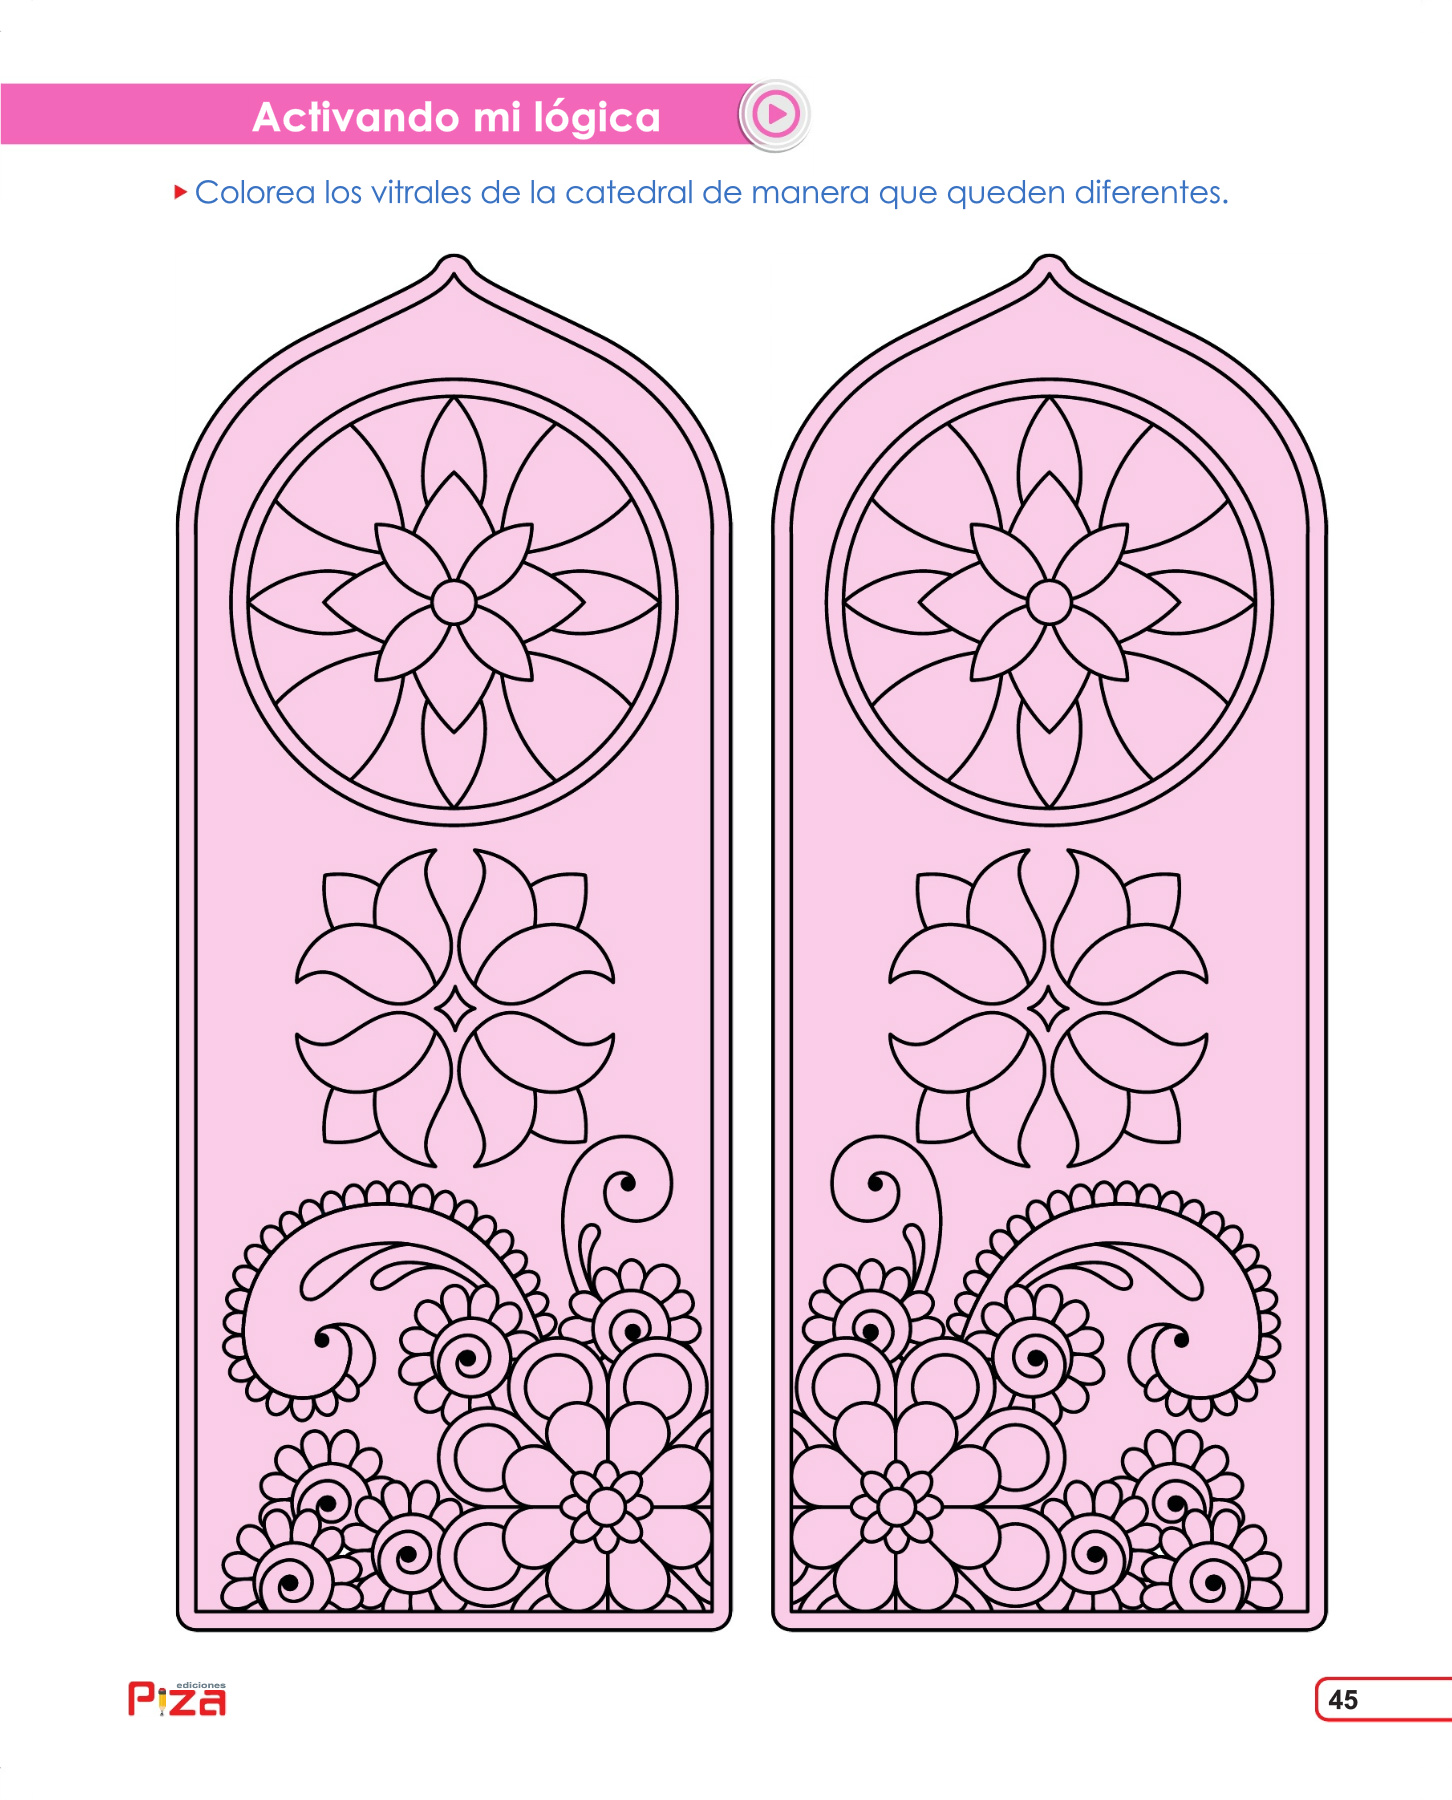 Activando mi lógica
Colorea los vitrales de la catedral de manera que queden diferentes.
ediciones
Piza
45